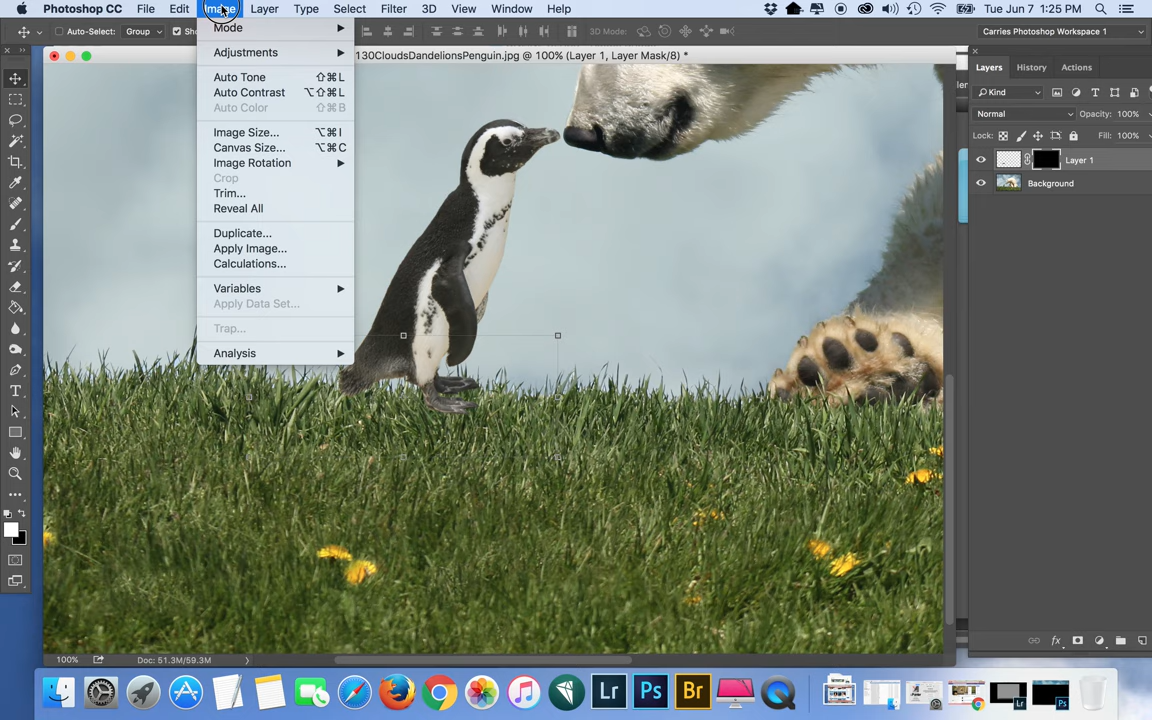 Photoshop CC File Edit Image Layer Type Select Filter 3D View Window Help Tue Jun 7 1:25 PM
Auto-Select: Group 3D Mode: Carries Photoshop Workspace 1
130CloudsDandelionsPenguin.jpg @ 100% (Layer 1, Layer Mask/8) *
Mode
Adjustments
Auto Tone ⇧⌘L
Auto Contrast ⌥⇧⌘L
Auto Color ⇧⌘B
Image Size... ⌥⌘I
Canvas Size... ⌥⌘C
Image Rotation
Crop
Trim...
Reveal All
Duplicate...
Apply Image...
Calculations...
Variables
Apply Data Set...
Trap...
Analysis
Layers History Actions
Kind
Normal Opacity: 100%
Lock: Fill: 100%
Layer 1
Background
fx
100% Doc: 51.3M/59.3M
Lr Ps Br